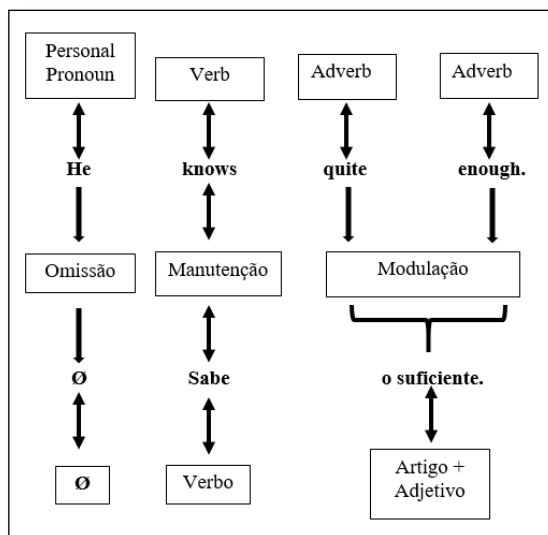 Personal
Pronoun
Verb
Adverb
Adverb
He
knows
quite
enough.
Omissão
Manutenção
Modulação
Ø
Sabe
o suficiente.
Ø
Verbo
Artigo +
Adjetivo